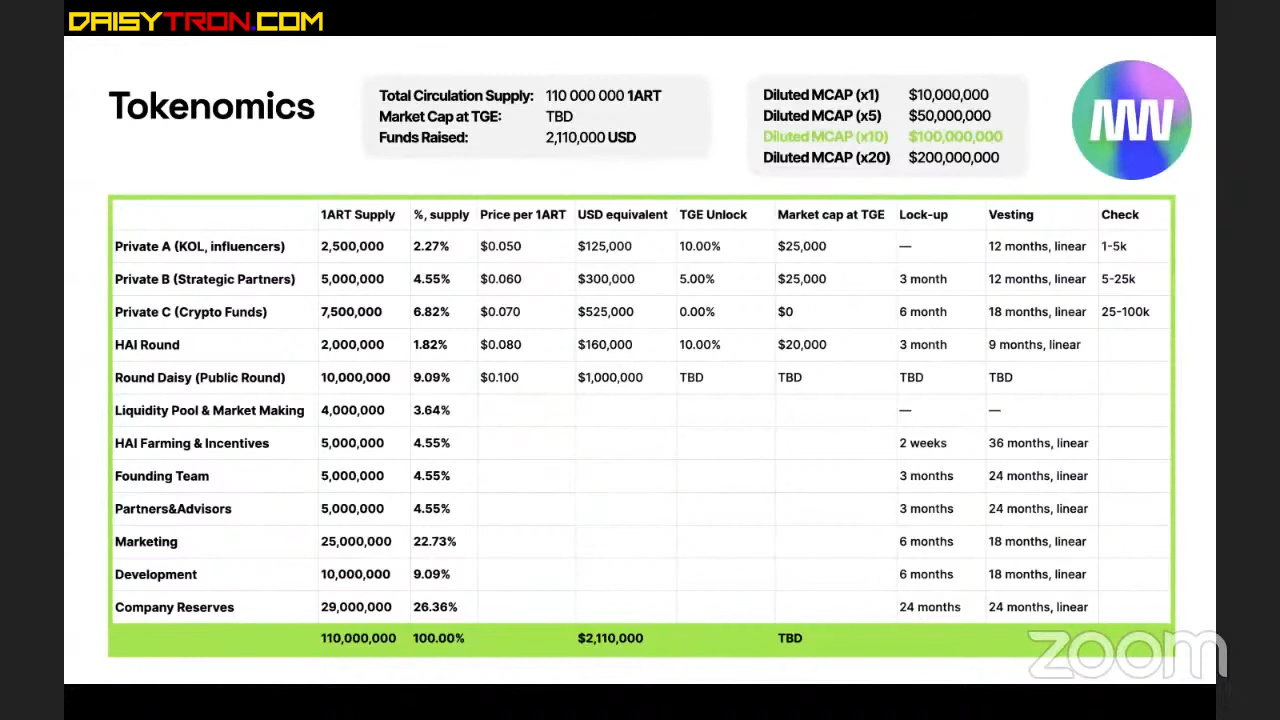 DAISYTRON.COM
Tokenomics
Total Circulation Supply: 110 000 000 1ART
Market Cap at TGE: TBD
Funds Raised: 2,110,000 USD
Diluted MCAP (x1) $10,000,000
Diluted MCAP (x5) $50,000,000
Diluted MCAP (x10) $100,000,000
Diluted MCAP (x20) $200,000,000
NW
1ART Supply %, supply Price per 1ART USD equivalent TGE Unlock Market cap at TGE Lock-up Vesting Check
Private A (KOL, influencers) 2,500,000 2.27% $0.050 $125,000 10.00% $25,000 — 12 months, linear 1-5k
Private B (Strategic Partners) 5,000,000 4.55% $0.060 $300,000 5.00% $25,000 3 month 12 months, linear 5-25k
Private C (Crypto Funds) 7,500,000 6.82% $0.070 $525,000 0.00% $0 6 month 18 months, linear 25-100k
HAI Round 2,000,000 1.82% $0.080 $160,000 10.00% $20,000 3 month 9 months, linear
Round Daisy (Public Round) 10,000,000 9.09% $0.100 $1,000,000 TBD TBD TBD TBD
Liquidity Pool & Market Making 4,000,000 3.64% — —
HAI Farming & Incentives 5,000,000 4.55% 2 weeks 36 months, linear
Founding Team 5,000,000 4.55% 3 months 24 months, linear
Partners&Advisors 5,000,000 4.55% 3 months 24 months, linear
Marketing 25,000,000 22.73% 6 months 18 months, linear
Development 10,000,000 9.09% 6 months 18 months, linear
Company Reserves 29,000,000 26.36% 24 months 24 months, linear
110,000,000 100.00% $2,110,000 TBD
zoom